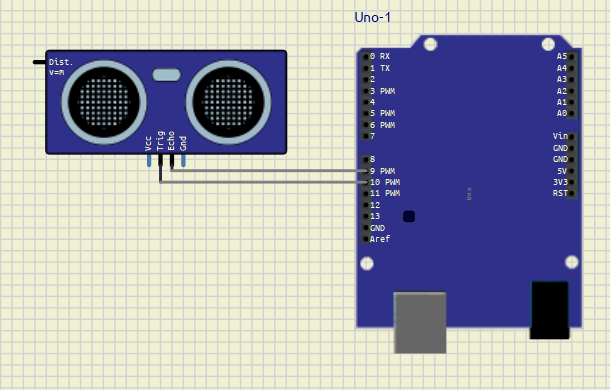 Uno-1
Dist.
V=m
Vcc
Trig
Echo
Gnd
0 RX
1 TX
2
3 PWM
4
5 PWM
6 PWM
7
8
9 PWM
10 PWM
11 PWM
12
13
GND
Aref
A5
A4
A3
A2
A1
A0
Vin
GND
GND
5V
3V3
RST
Uno